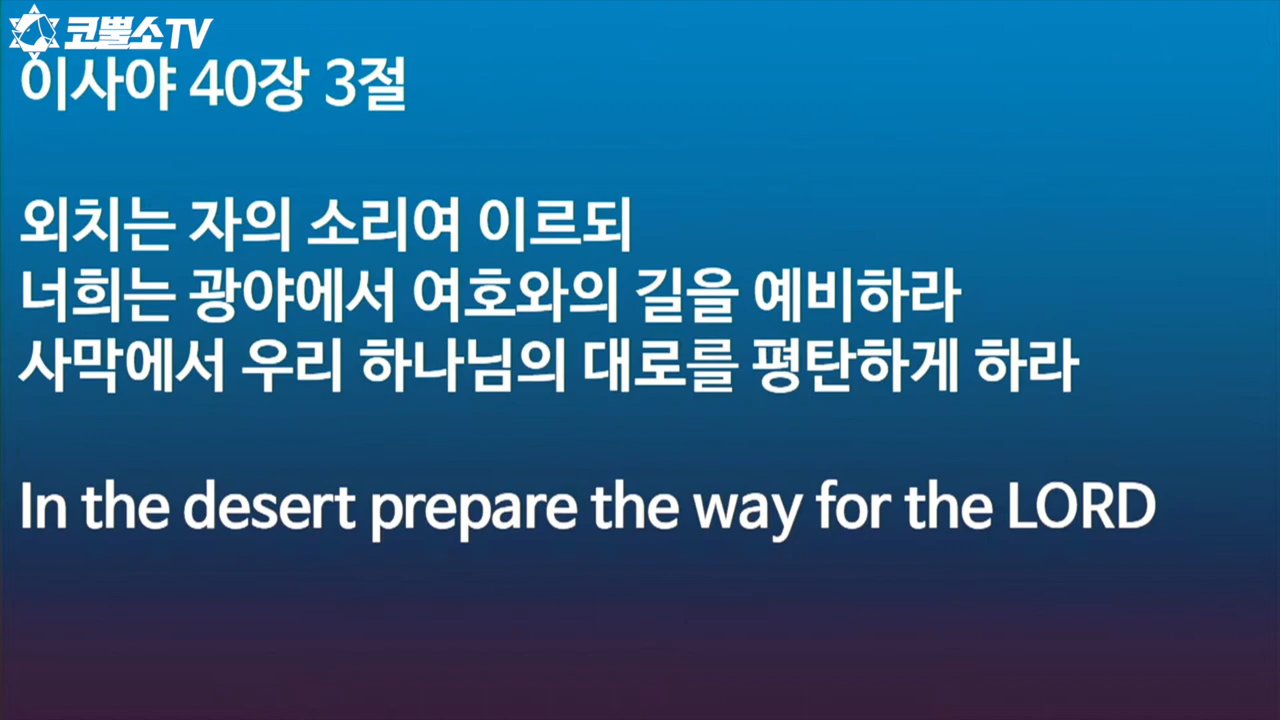 코뿔소TV
이사야 40장 3절
외치는 자의 소리여 이르되
너희는 광야에서 여호와의 길을 예비하라
사막에서 우리 하나님의 대로를 평탄하게 하라
In the desert prepare the way for the LORD